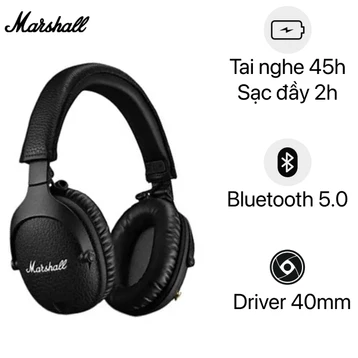 Marshall
Tai nghe 45h
Sạc đầy 2h
Bluetooth 5.0
Marshall
Driver 40mm